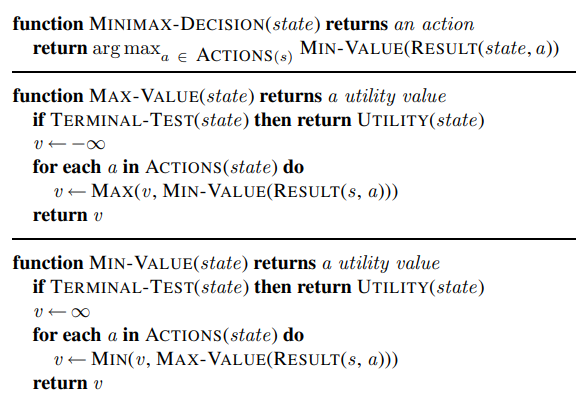 function MINIMAX-DECISION(state) returns an action
return arg max a ∈ ACTIONS(s) MIN-VALUE(RESULT(state, a))
function MAX-VALUE(state) returns a utility value
if TERMINAL-TEST(state) then return UTILITY(state)
v ← −∞
for each a in ACTIONS(state) do
v ← MAX(v, MIN-VALUE(RESULT(s, a)))
return v
function MIN-VALUE(state) returns a utility value
if TERMINAL-TEST(state) then return UTILITY(state)
v ← ∞
for each a in ACTIONS(state) do
v ← MIN(v, MAX-VALUE(RESULT(s, a)))
return v